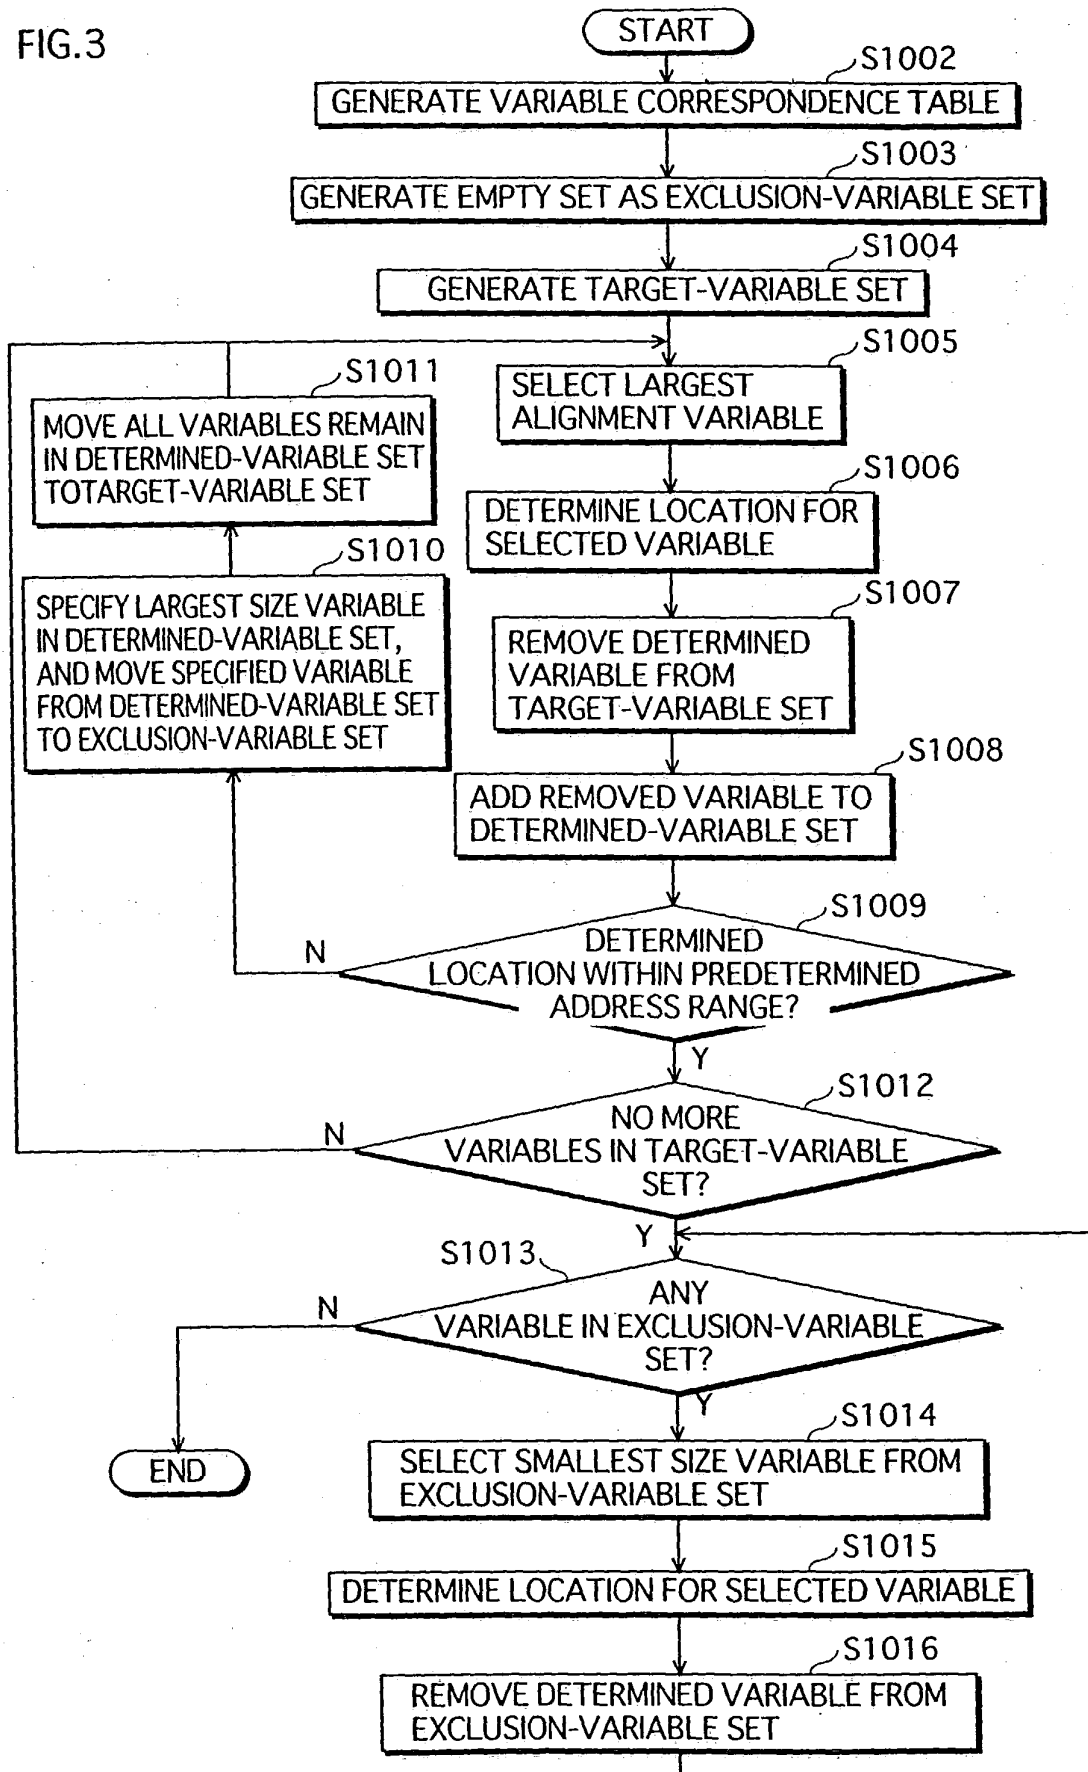 FIG.3
START
S1002
GENERATE VARIABLE CORRESPONDENCE TABLE
S1003
GENERATE EMPTY SET AS EXCLUSION-VARIABLE SET
S1004
GENERATE TARGET-VARIABLE SET
S1005
SELECT LARGEST
ALIGNMENT VARIABLE
S1006
DETERMINE LOCATION FOR
SELECTED VARIABLE
S1007
REMOVE DETERMINED
VARIABLE FROM
TARGET-VARIABLE SET
S1008
ADD REMOVED VARIABLE TO
DETERMINED-VARIABLE SET
S1009
DETERMINED
LOCATION WITHIN PREDETERMINED
ADDRESS RANGE?
N
Y
S1010
SPECIFY LARGEST SIZE VARIABLE
IN DETERMINED-VARIABLE SET,
AND MOVE SPECIFIED VARIABLE
FROM DETERMINED-VARIABLE SET
TO EXCLUSION-VARIABLE SET
S1011
MOVE ALL VARIABLES REMAIN
IN DETERMINED-VARIABLE SET
TOTARGET-VARIABLE SET
S1012
NO MORE
VARIABLES IN TARGET-VARIABLE
SET?
N
Y
S1013
ANY
VARIABLE IN EXCLUSION-VARIABLE
SET?
N
Y
END
S1014
SELECT SMALLEST SIZE VARIABLE FROM
EXCLUSION-VARIABLE SET
S1015
DETERMINE LOCATION FOR SELECTED VARIABLE
S1016
REMOVE DETERMINED VARIABLE FROM
EXCLUSION-VARIABLE SET